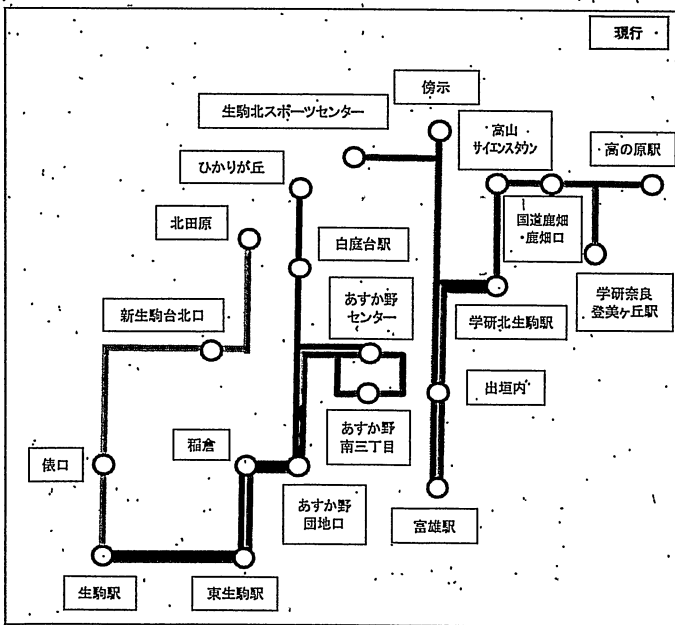 現行
傍示
生駒北スポーツセンター
高山
サイエンスタウン
高の原駅
ひかりが丘
北田原
白庭台駅
国道鹿畑
・鹿畑口
あすか野
センター
学研奈良
登美ヶ丘駅
新生駒台北口
学研北生駒駅
出垣内
あすか野
南三丁目
稲倉
俵口
あすか野
団地口
富雄駅
生駒駅
東生駒駅